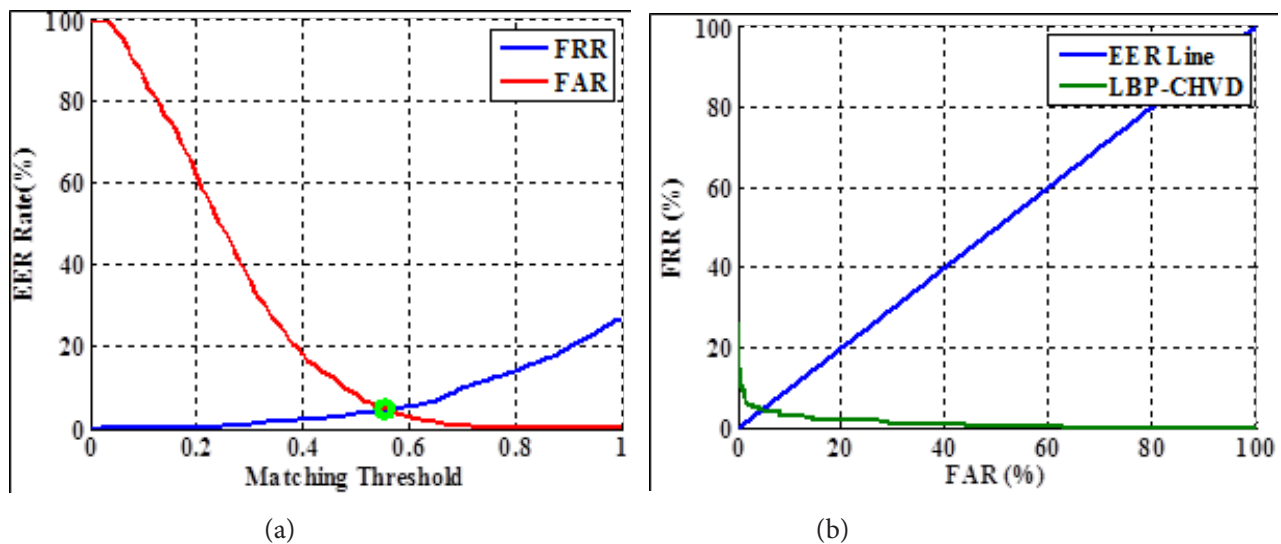 100
80
60
40
20
0
EER Rate(%)
FRR
FAR
0 0.2 0.4 0.6 0.8 1
Matching Threshold
(a)
100
80
60
40
20
0
FRR (%)
EER Line
LBP-CHVD
0 20 40 60 80 100
FAR (%)
(b)